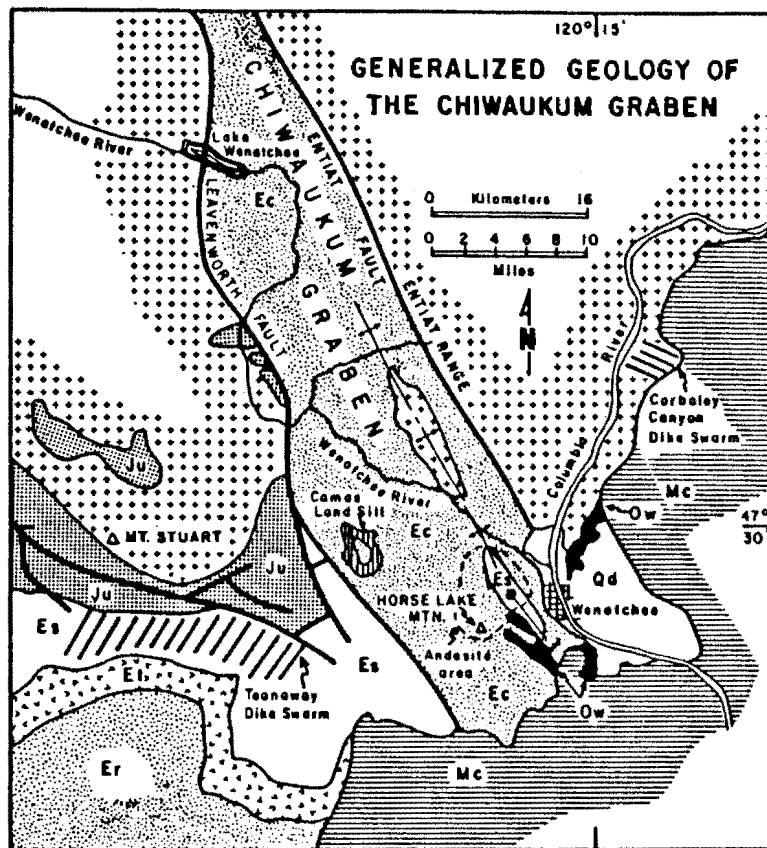 120° 15'
GENERALIZED GEOLOGY OF
THE CHIWAUKUM GRABEN
Wenatchee River
Lake
Wenatchee
CHIWAUKUM
GRABEN
ENTIAT FAULT
ENTIAT RANGE
LEAVENWORTH FAULT
Ec
0 Kilometers 16
0 2 4 6 8 10
Miles
N
Columbia River
Corbaley
Canyon
Dike Swarm
Mc
47°
30'
Ow
Qd
Wenatchee
Ju
MT. STUART
Ju
Ju
Wenatchee River
Camas
Land Sill
Ec
Es
HORSE LAKE
MTN.
Andesite
area
Ec
Ow
Es
Es
Teanaway
Dike Swarm
Et
Er
Mc